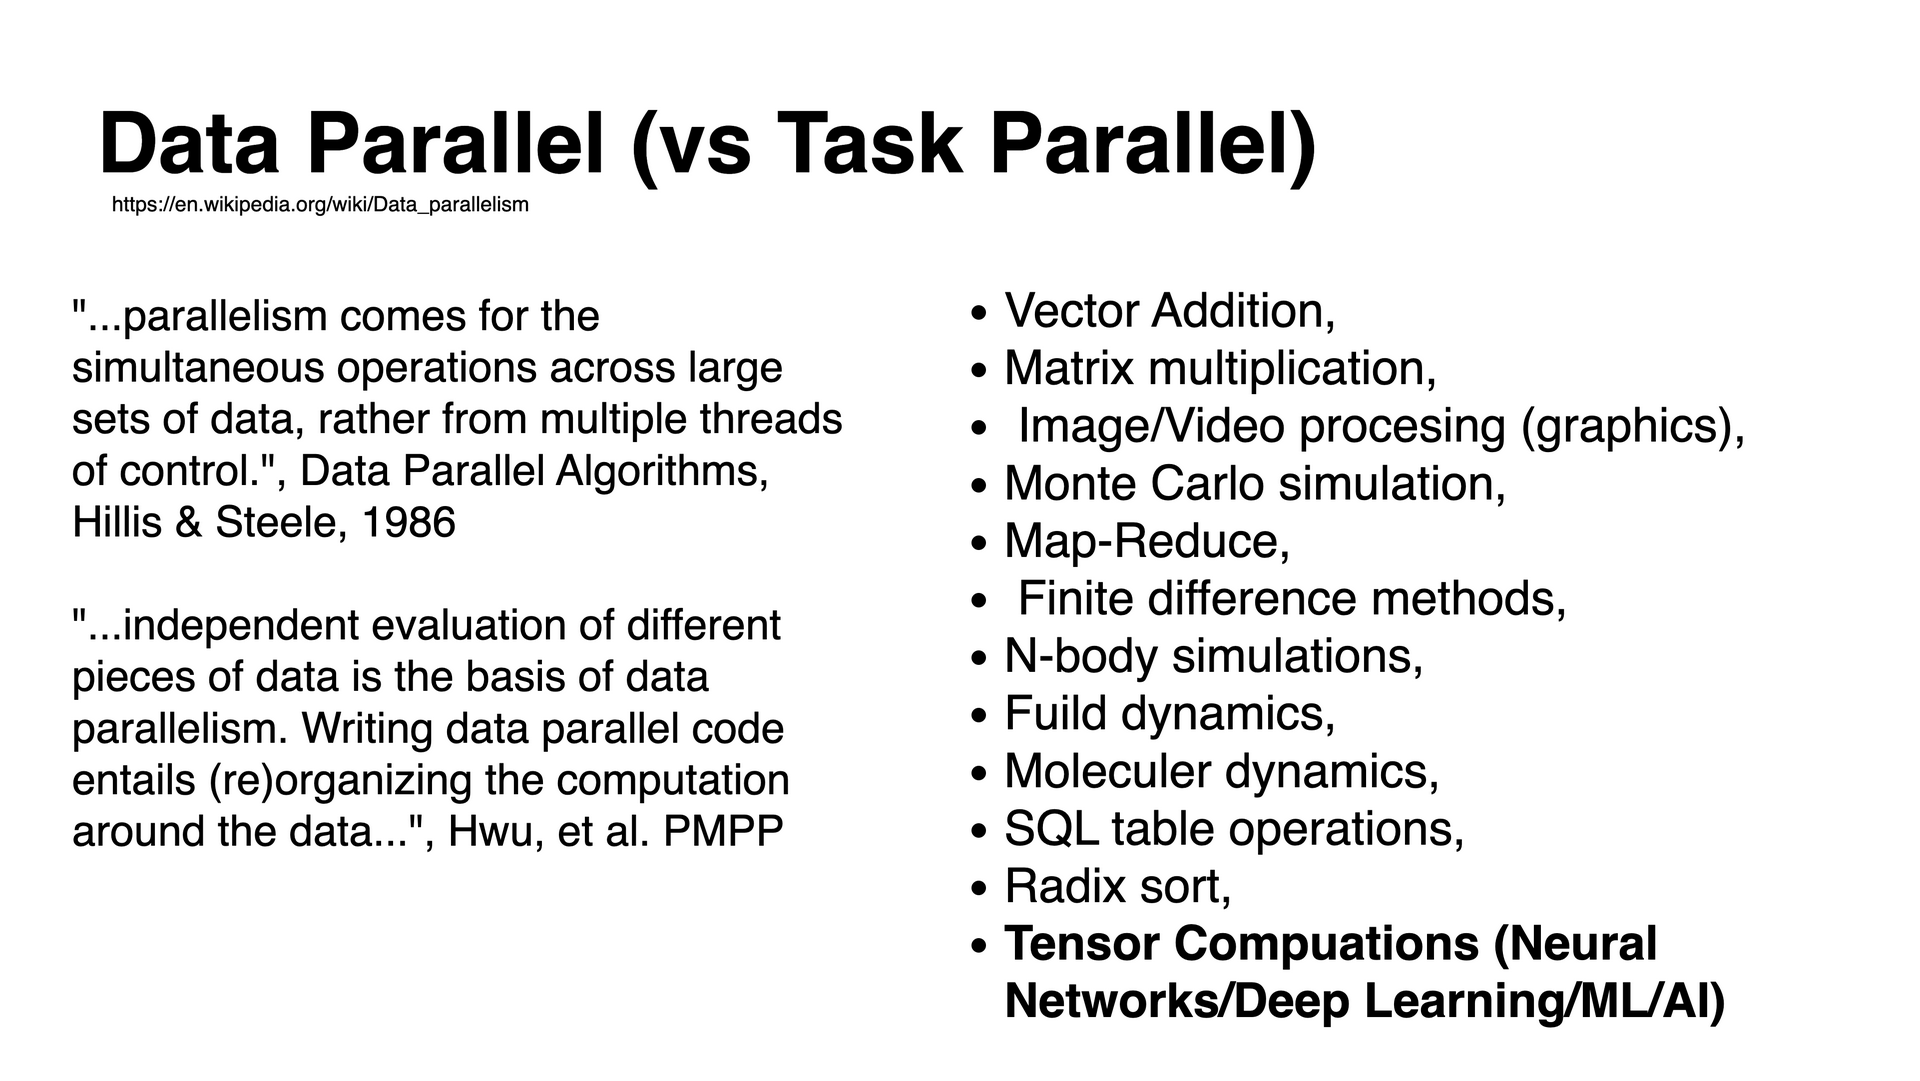 Data Parallel (vs Task Parallel)
https://en.wikipedia.org/wiki/Data_parallelism
"...parallelism comes for the
simultaneous operations across large
sets of data, rather from multiple threads
of control.", Data Parallel Algorithms,
Hillis & Steele, 1986
"...independent evaluation of different
pieces of data is the basis of data
parallelism. Writing data parallel code
entails (re)organizing the computation
around the data...", Hwu, et al. PMPP
• Vector Addition,
• Matrix multiplication,
• Image/Video procesing (graphics),
• Monte Carlo simulation,
• Map-Reduce,
• Finite difference methods,
• N-body simulations,
• Fuild dynamics,
• Moleculer dynamics,
• SQL table operations,
• Radix sort,
• Tensor Compuations (Neural
Networks/Deep Learning/ML/AI)